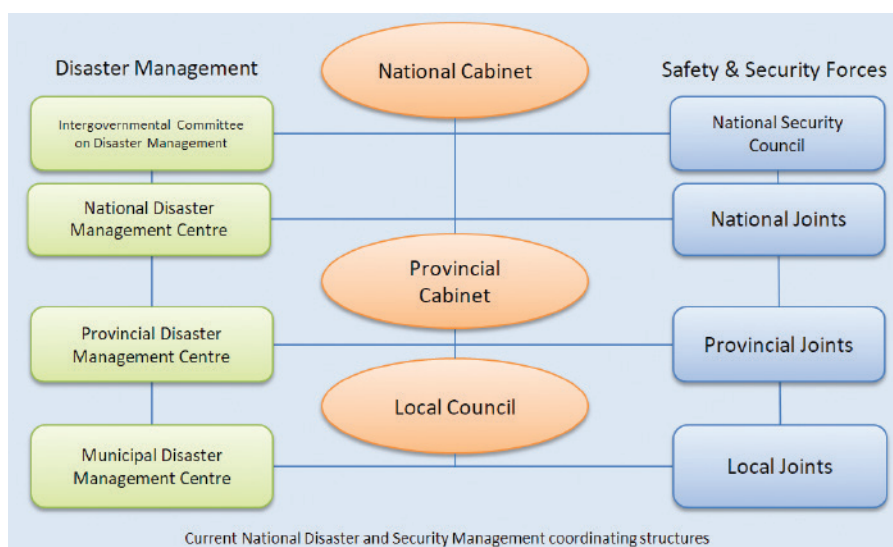 Disaster Management
National Cabinet
Safety & Security Forces
Intergovernmental Committee
on Disaster Management
National Security
Council
National Disaster
Management Centre
National Joints
Provincial
Cabinet
Provincial Disaster
Management Centre
Provincial Joints
Local Council
Municipal Disaster
Management Centre
Local Joints
Current National Disaster and Security Management coordinating structures